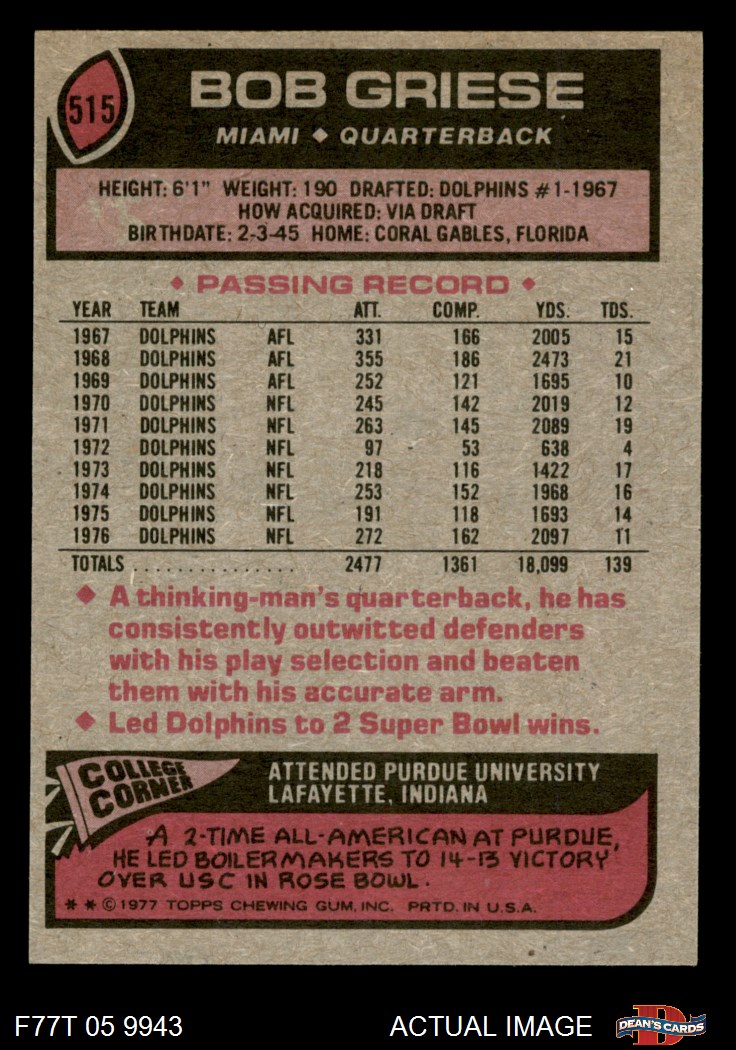 515
BOB GRIESE
MIAMI ◆ QUARTERBACK
HEIGHT: 6'1" WEIGHT: 190 DRAFTED: DOLPHINS #1-1967
HOW ACQUIRED: VIA DRAFT
BIRTHDATE: 2-3-45 HOME: CORAL GABLES, FLORIDA
◆ PASSING RECORD ◆
YEAR TEAM ATT. COMP. YDS. TDS.
1967 DOLPHINS AFL 331 166 2005 15
1968 DOLPHINS AFL 355 186 2473 21
1969 DOLPHINS AFL 252 121 1695 10
1970 DOLPHINS NFL 245 142 2019 12
1971 DOLPHINS NFL 263 145 2089 19
1972 DOLPHINS NFL 97 53 638 4
1973 DOLPHINS NFL 218 116 1422 17
1974 DOLPHINS NFL 253 152 1968 16
1975 DOLPHINS NFL 191 118 1693 14
1976 DOLPHINS NFL 272 162 2097 11
TOTALS . . . . . . . . . . . . . . . 2477 1361 18,099 139
◆ A thinking-man's quarterback, he has
consistently outwitted defenders
with his play selection and beaten
them with his accurate arm.
◆ Led Dolphins to 2 Super Bowl wins.
COLLEGE
CORNER
ATTENDED PURDUE UNIVERSITY
LAFAYETTE, INDIANA
A 2-TIME ALL-AMERICAN AT PURDUE,
HE LED BOILERMAKERS TO 14-13 VICTORY
OVER USC IN ROSE BOWL.
* * © 1977 TOPPS CHEWING GUM, INC. PRTD. IN U.S.A.
F77T 05 9943 ACTUAL IMAGE
D
DEAN'S CARDS